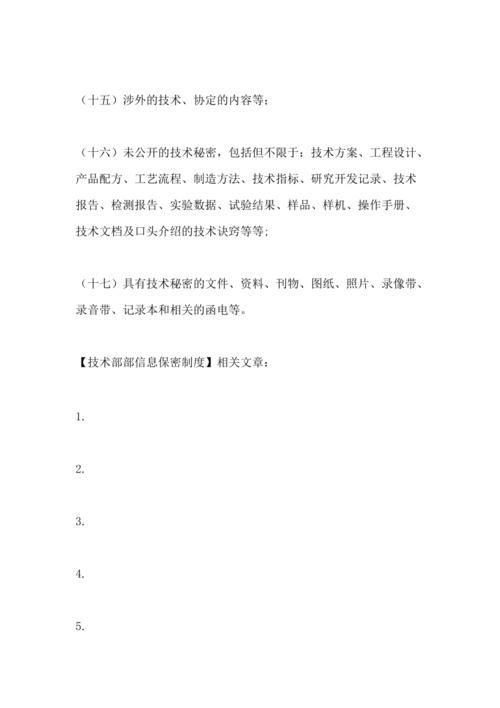 （十五）涉外的技术、协定的内容等；
（十六）未公开的技术秘密，包括但不限于：技术方案、工程设计、
产品配方、工艺流程、制造方法、技术指标、研究开发记录、技术
报告、检测报告、实验数据、试验结果、样品、样机、操作手册、
技术文档及口头介绍的技术诀窍等等；
（十七）具有技术秘密的文件、资料、刊物、图纸、照片、录像带、
录音带、记录本和相关的函电等。
【技术部部信息保密制度】相关文章：
1.
2.
3.
4.
5.